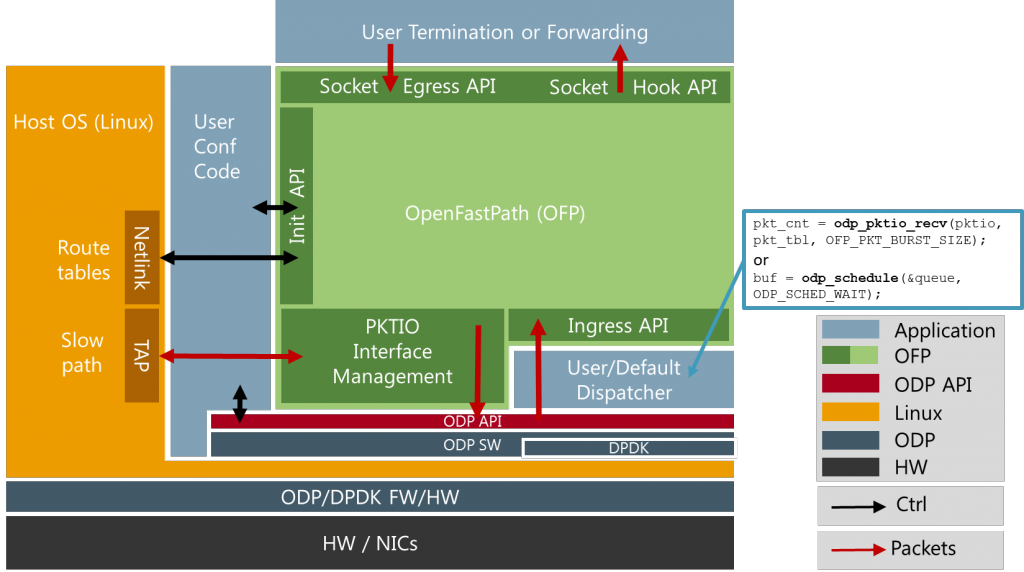 User Termination or Forwarding
Socket Egress API
Socket Hook API
Host OS (Linux)
User
Conf
Code
Init API
OpenFastPath (OFP)
Netlink
Route
tables
pkt_cnt = odp_pktio_recv(pktio,
pkt_tbl, OFP_PKT_BURST_SIZE);
or
buf = odp_schedule(&queue,
ODP_SCHED_WAIT);
Slow
path
TAP
PKTIO
Interface
Management
Ingress API
User/Default
Dispatcher
ODP API
ODP SW
DPDK
ODP/DPDK FW/HW
HW / NICs
Application
OFP
ODP API
Linux
ODP
HW
Ctrl
Packets